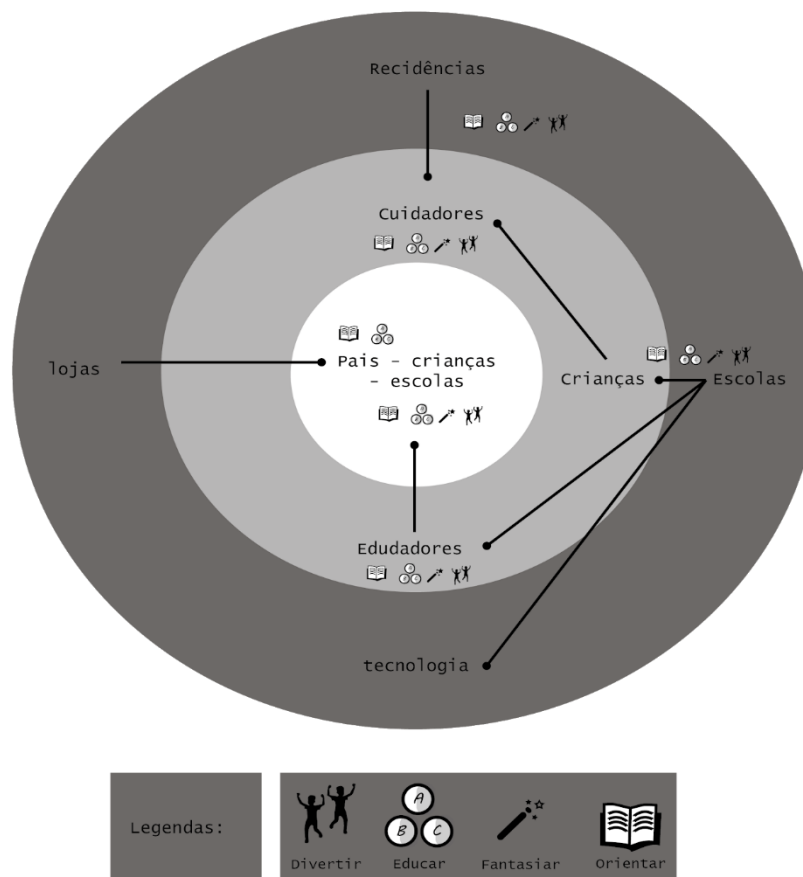 Recidências
Cuidadores
Pais - crianças
- escolas
lojas
Crianças
Escolas
Edudadores
tecnologia
Legendas:
A
B C
Divertir Educar Fantasiar Orientar